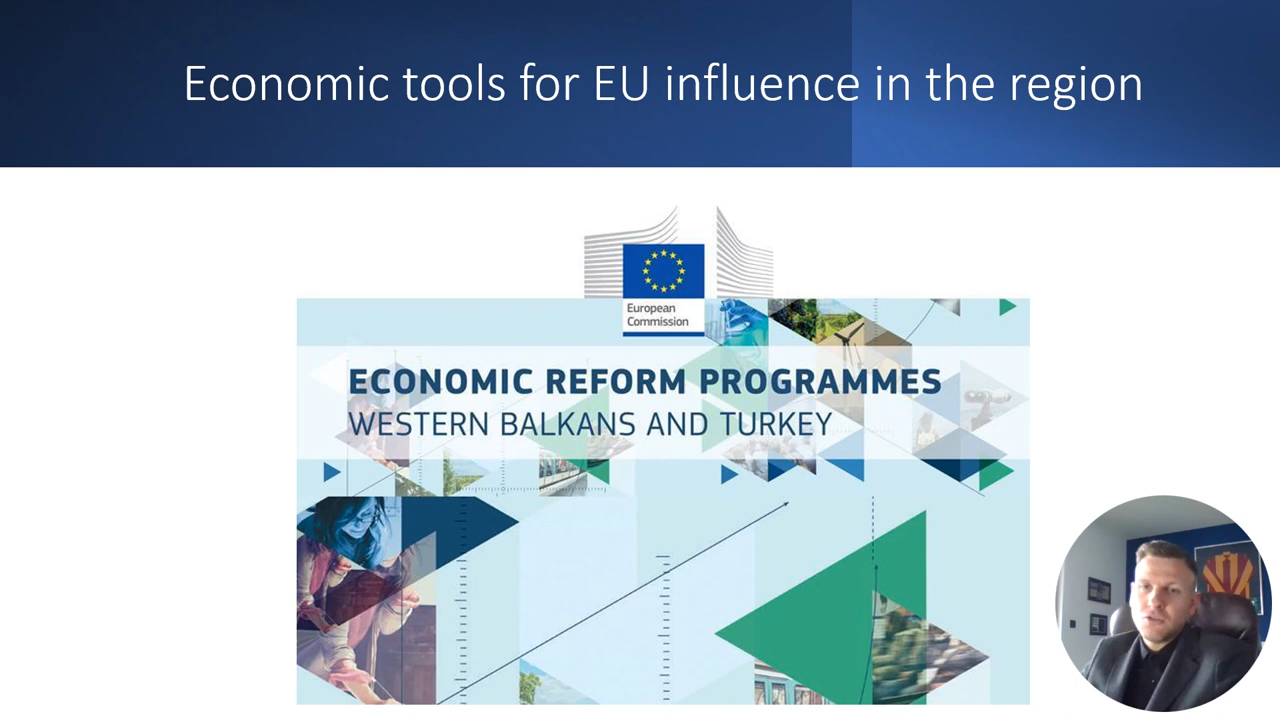 Economic tools for EU influence in the region
European
Commission
ECONOMIC REFORM PROGRAMMES
WESTERN BALKANS AND TURKEY